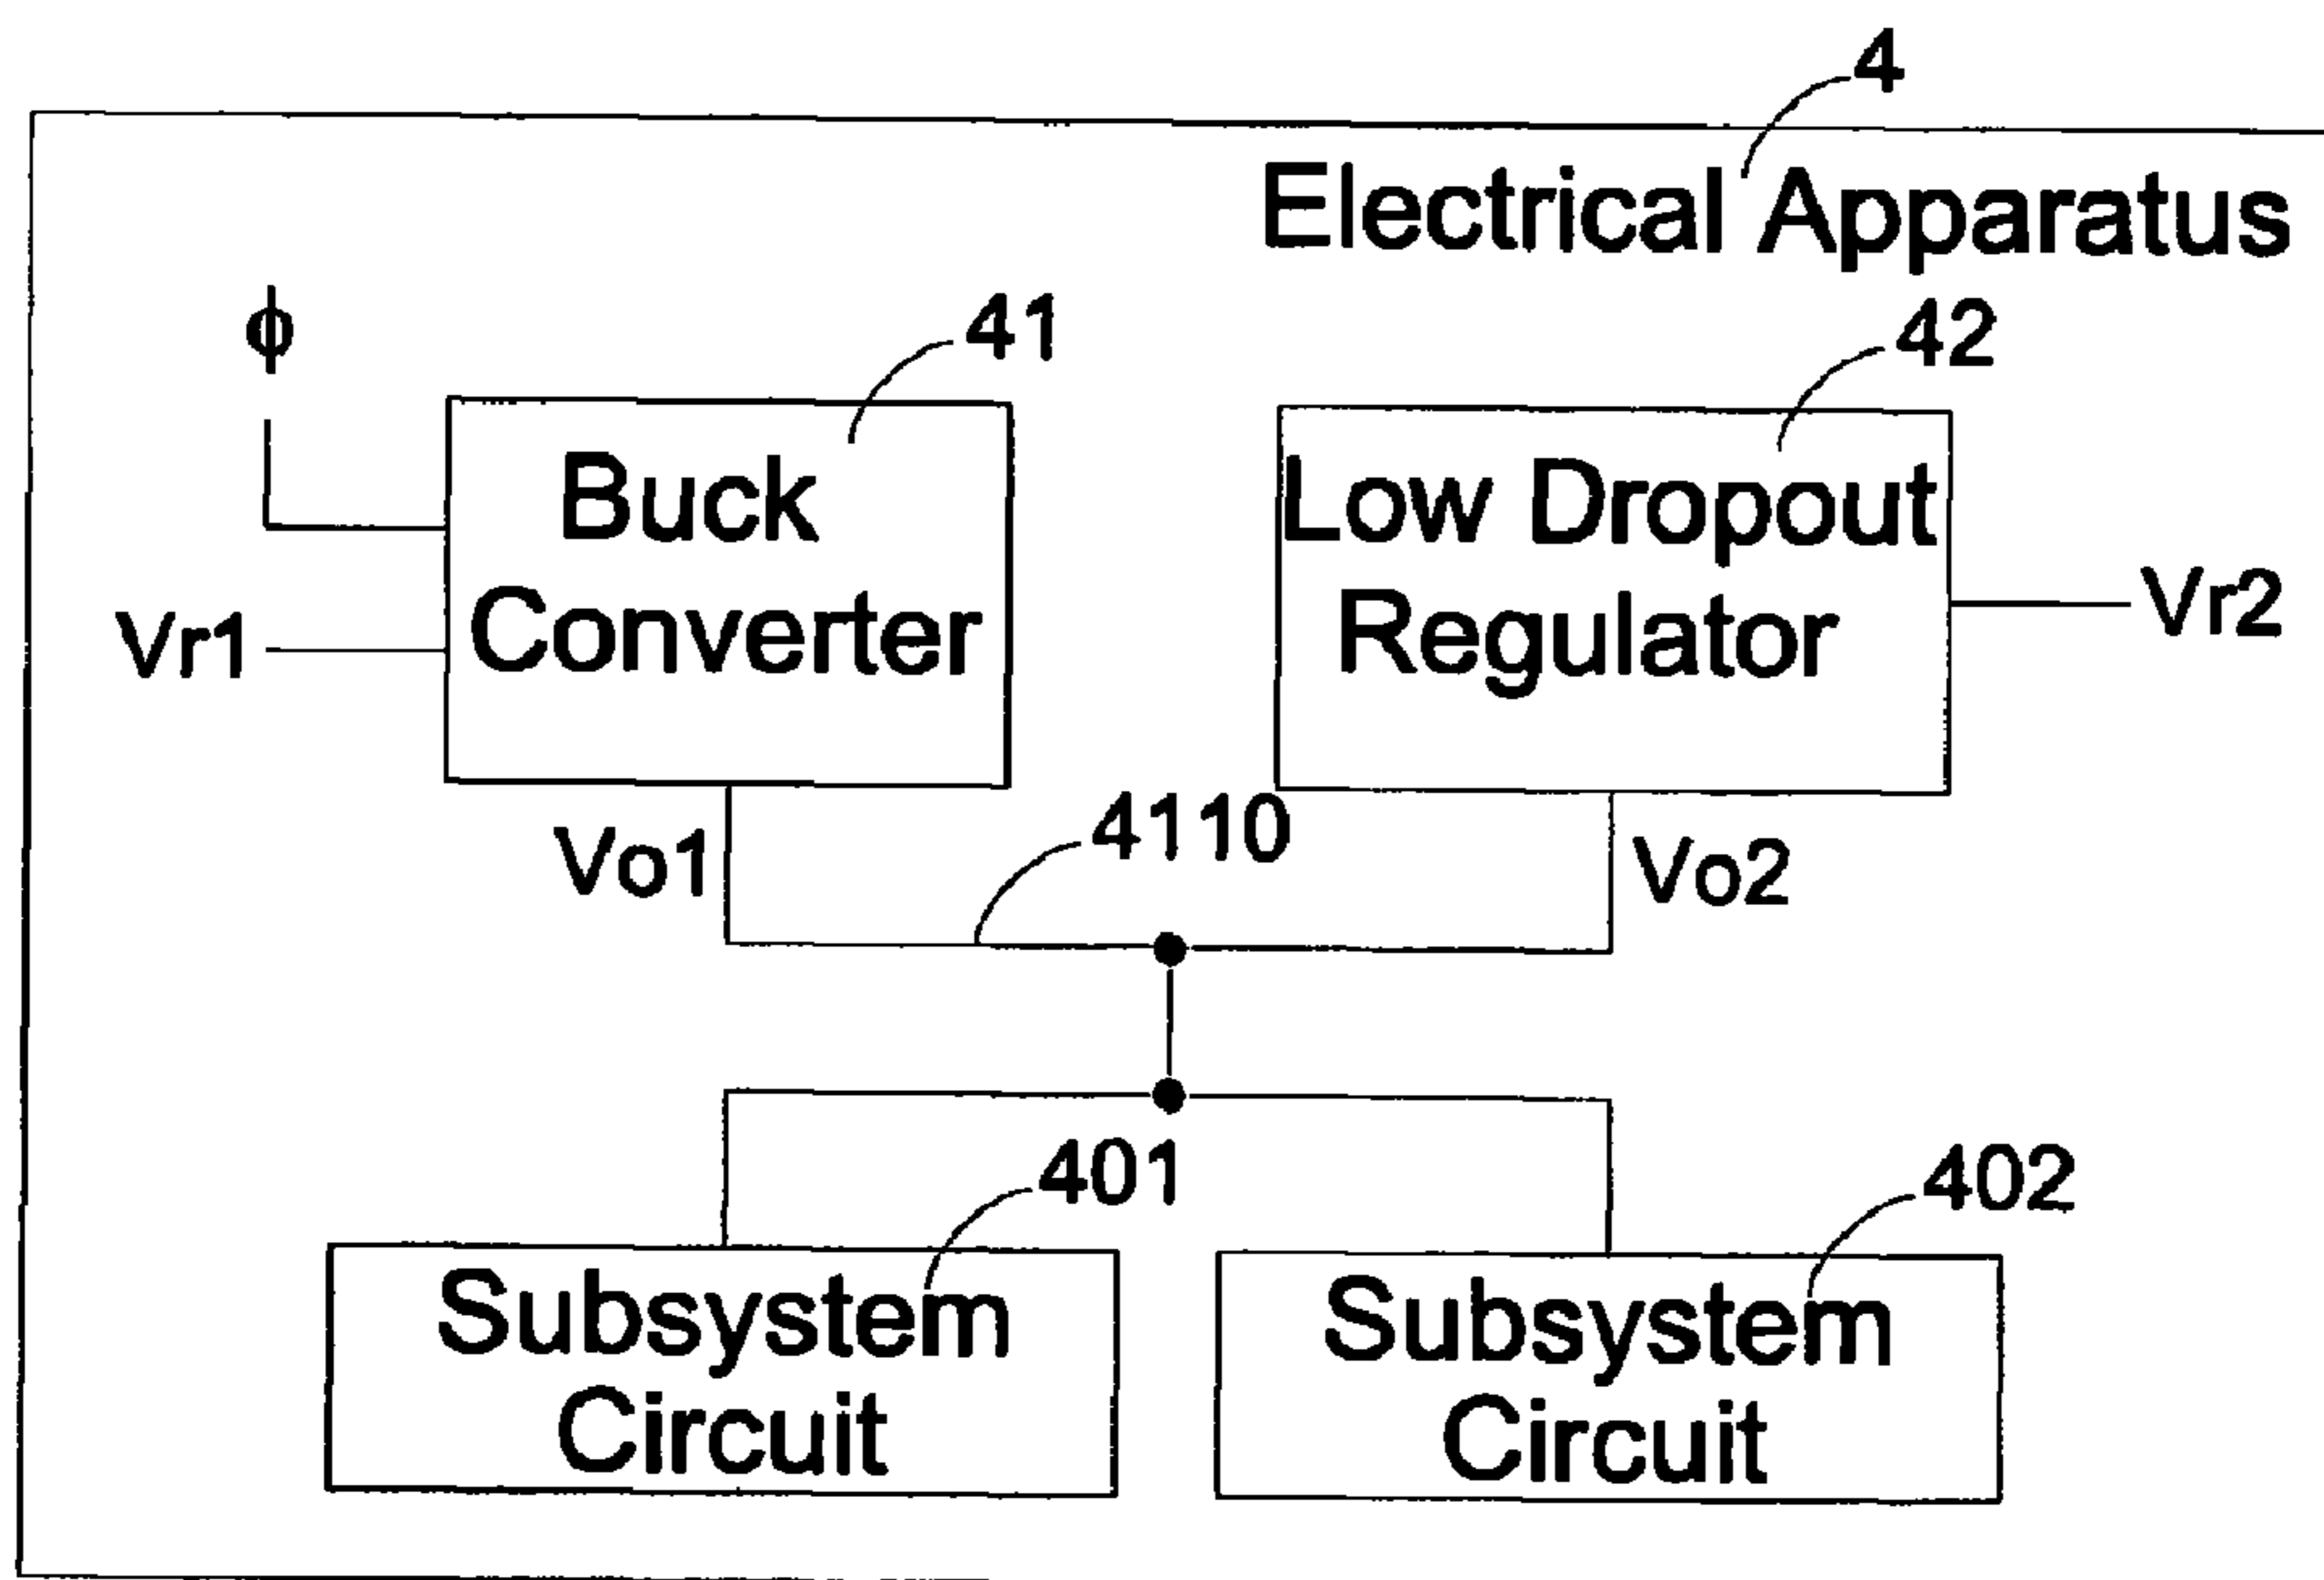 4
Electrical Apparatus
ϕ
41
42
Buck
Converter
Low Dropout
Regulator
Vr1
Vr2
Vo1
4110
Vo2
401
402
Subsystem
Circuit
Subsystem
Circuit